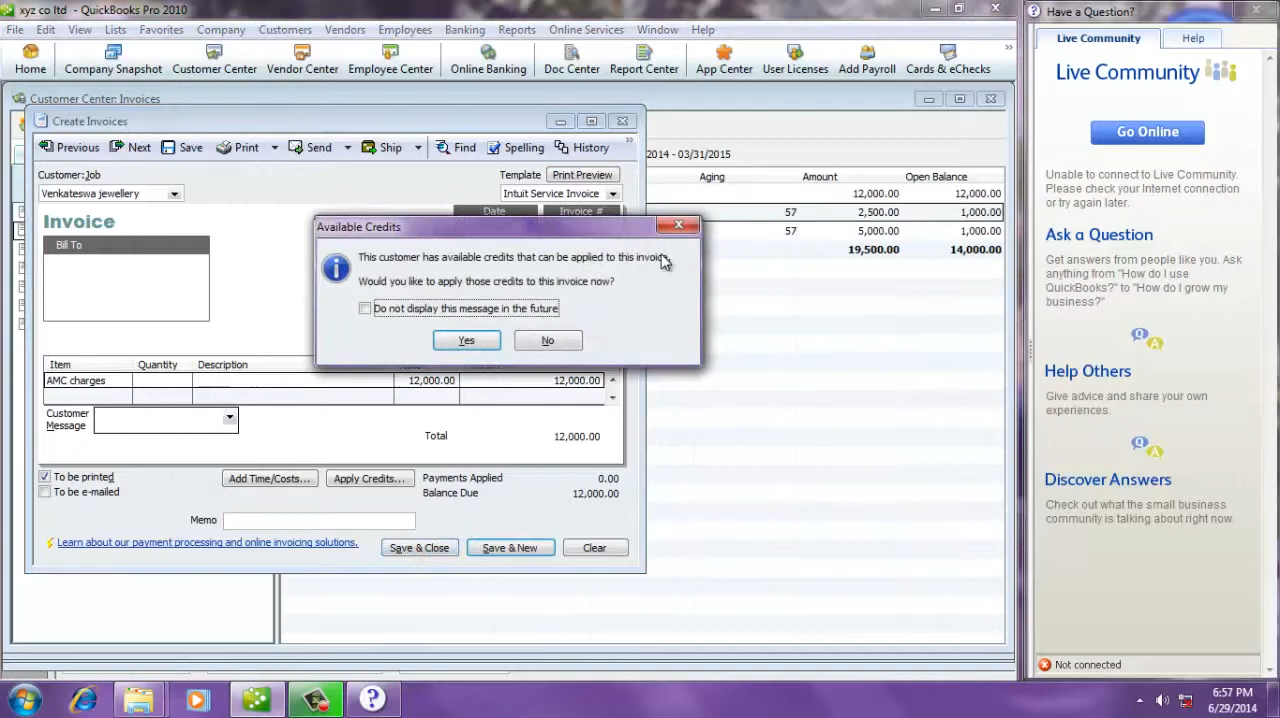 xyz co ltd - QuickBooks Pro 2010
Have a Question?
File Edit View Lists Favorites Company Customers Vendors Employees Banking Reports Online Services Window Help
Live Community Help
Home Company Snapshot Customer Center Vendor Center Employee Center Online Banking Doc Center Report Center App Center User Licenses Add Payroll Cards & eChecks »
Live Community
Customer Center: Invoices
Create Invoices
Go Online
Previous Next Save Print Send Ship Find Spelling History »
2014 - 03/31/2015
Customer:Job Template Print Preview
Aging Amount Open Balance
Unable to connect to Live Community.
Please check your Internet connection
or try again later.
Venkateswa jewellery Intuit Service Invoice
12,000.00 12,000.00
Invoice Date Invoice #
57 2,500.00 1,000.00
57 5,000.00 1,000.00
19,500.00 14,000.00
Bill To
Available Credits
This customer has available credits that can be applied to this invoice.
Would you like to apply those credits to this invoice now?
Do not display this message in the future
Yes No
Ask a Question
Get answers from people like you. Ask
anything from "How do I use
QuickBooks?" to "How do I grow my
business?"
Q A
Help Others
Give advice and share your own
experiences.
Q A
Discover Answers
Check out what the small business
community is talking about right now.
Item Quantity Description
AMC charges 12,000.00 12,000.00
Customer
Message
Total 12,000.00
To be printed Add Time/Costs... Apply Credits... Payments Applied 0.00
To be e-mailed Balance Due 12,000.00
Memo
Learn about our payment processing and online invoicing solutions.
Save & Close Save & New Clear
Not connected
6:57 PM
6/29/2014